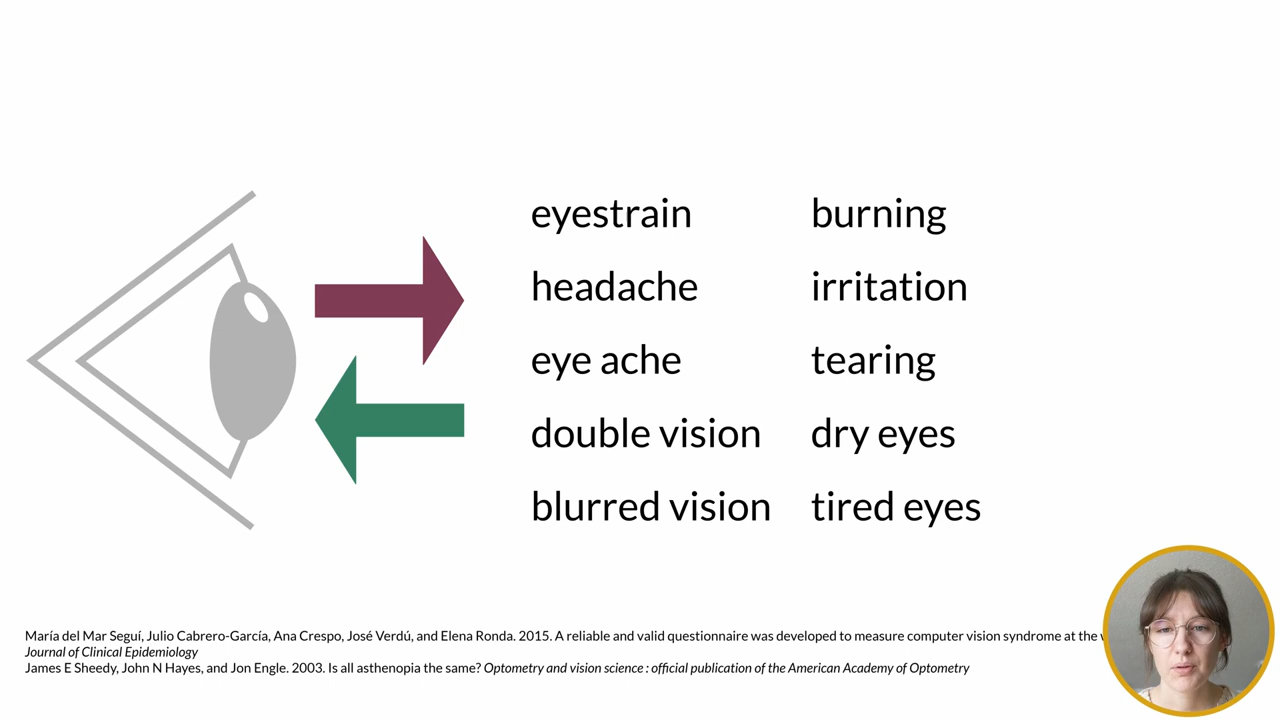 eyestrain burning
headache irritation
eye ache tearing
double vision dry eyes
blurred vision tired eyes
María del Mar Seguí, Julio Cabrero-García, Ana Crespo, José Verdú, and Elena Ronda. 2015. A reliable and valid questionnaire was developed to measure computer vision syndrome at the
Journal of Clinical Epidemiology
James E Sheedy, John N Hayes, and Jon Engle. 2003. Is all asthenopia the same? Optometry and vision science : official publication of the American Academy of Optometry